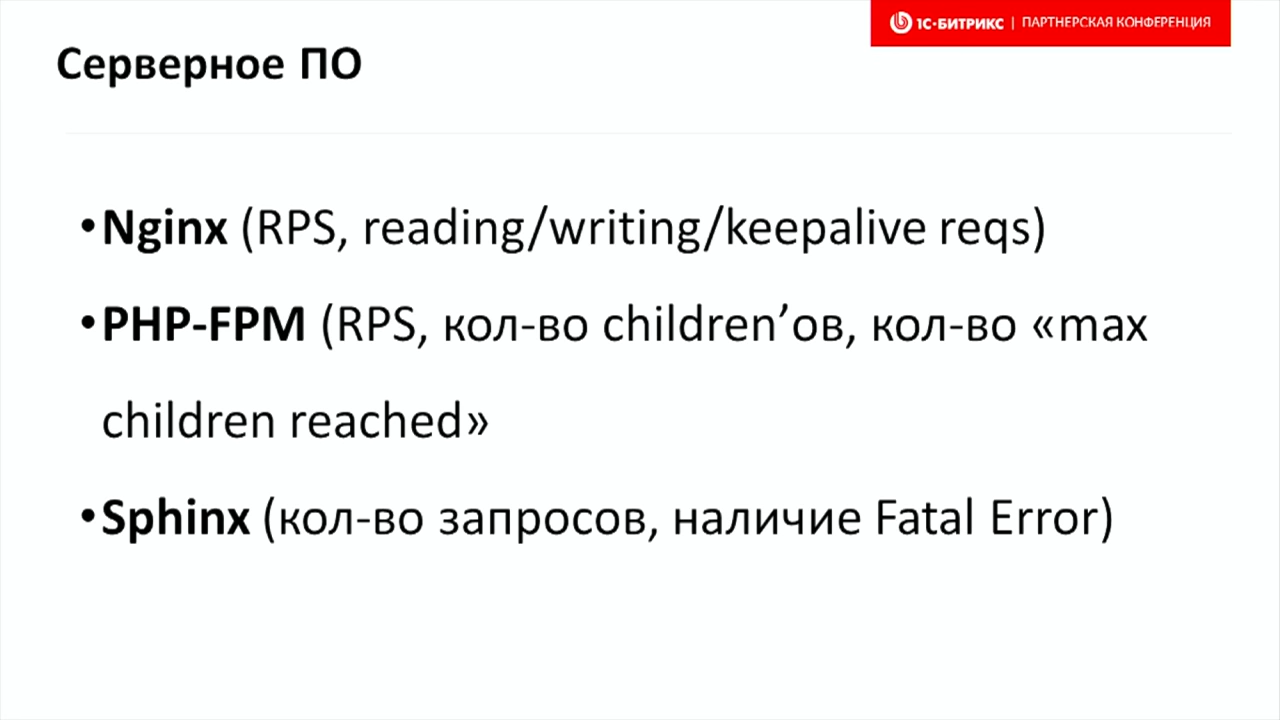 1С-БИТРИКС | ПАРТНЕРСКАЯ КОНФЕРЕНЦИЯ
Серверное ПО
•Nginx (RPS, reading/writing/keepalive reqs)
•PHP-FPM (RPS, кол-во children’ов, кол-во «max
children reached»
•Sphinx (кол-во запросов, наличие Fatal Error)